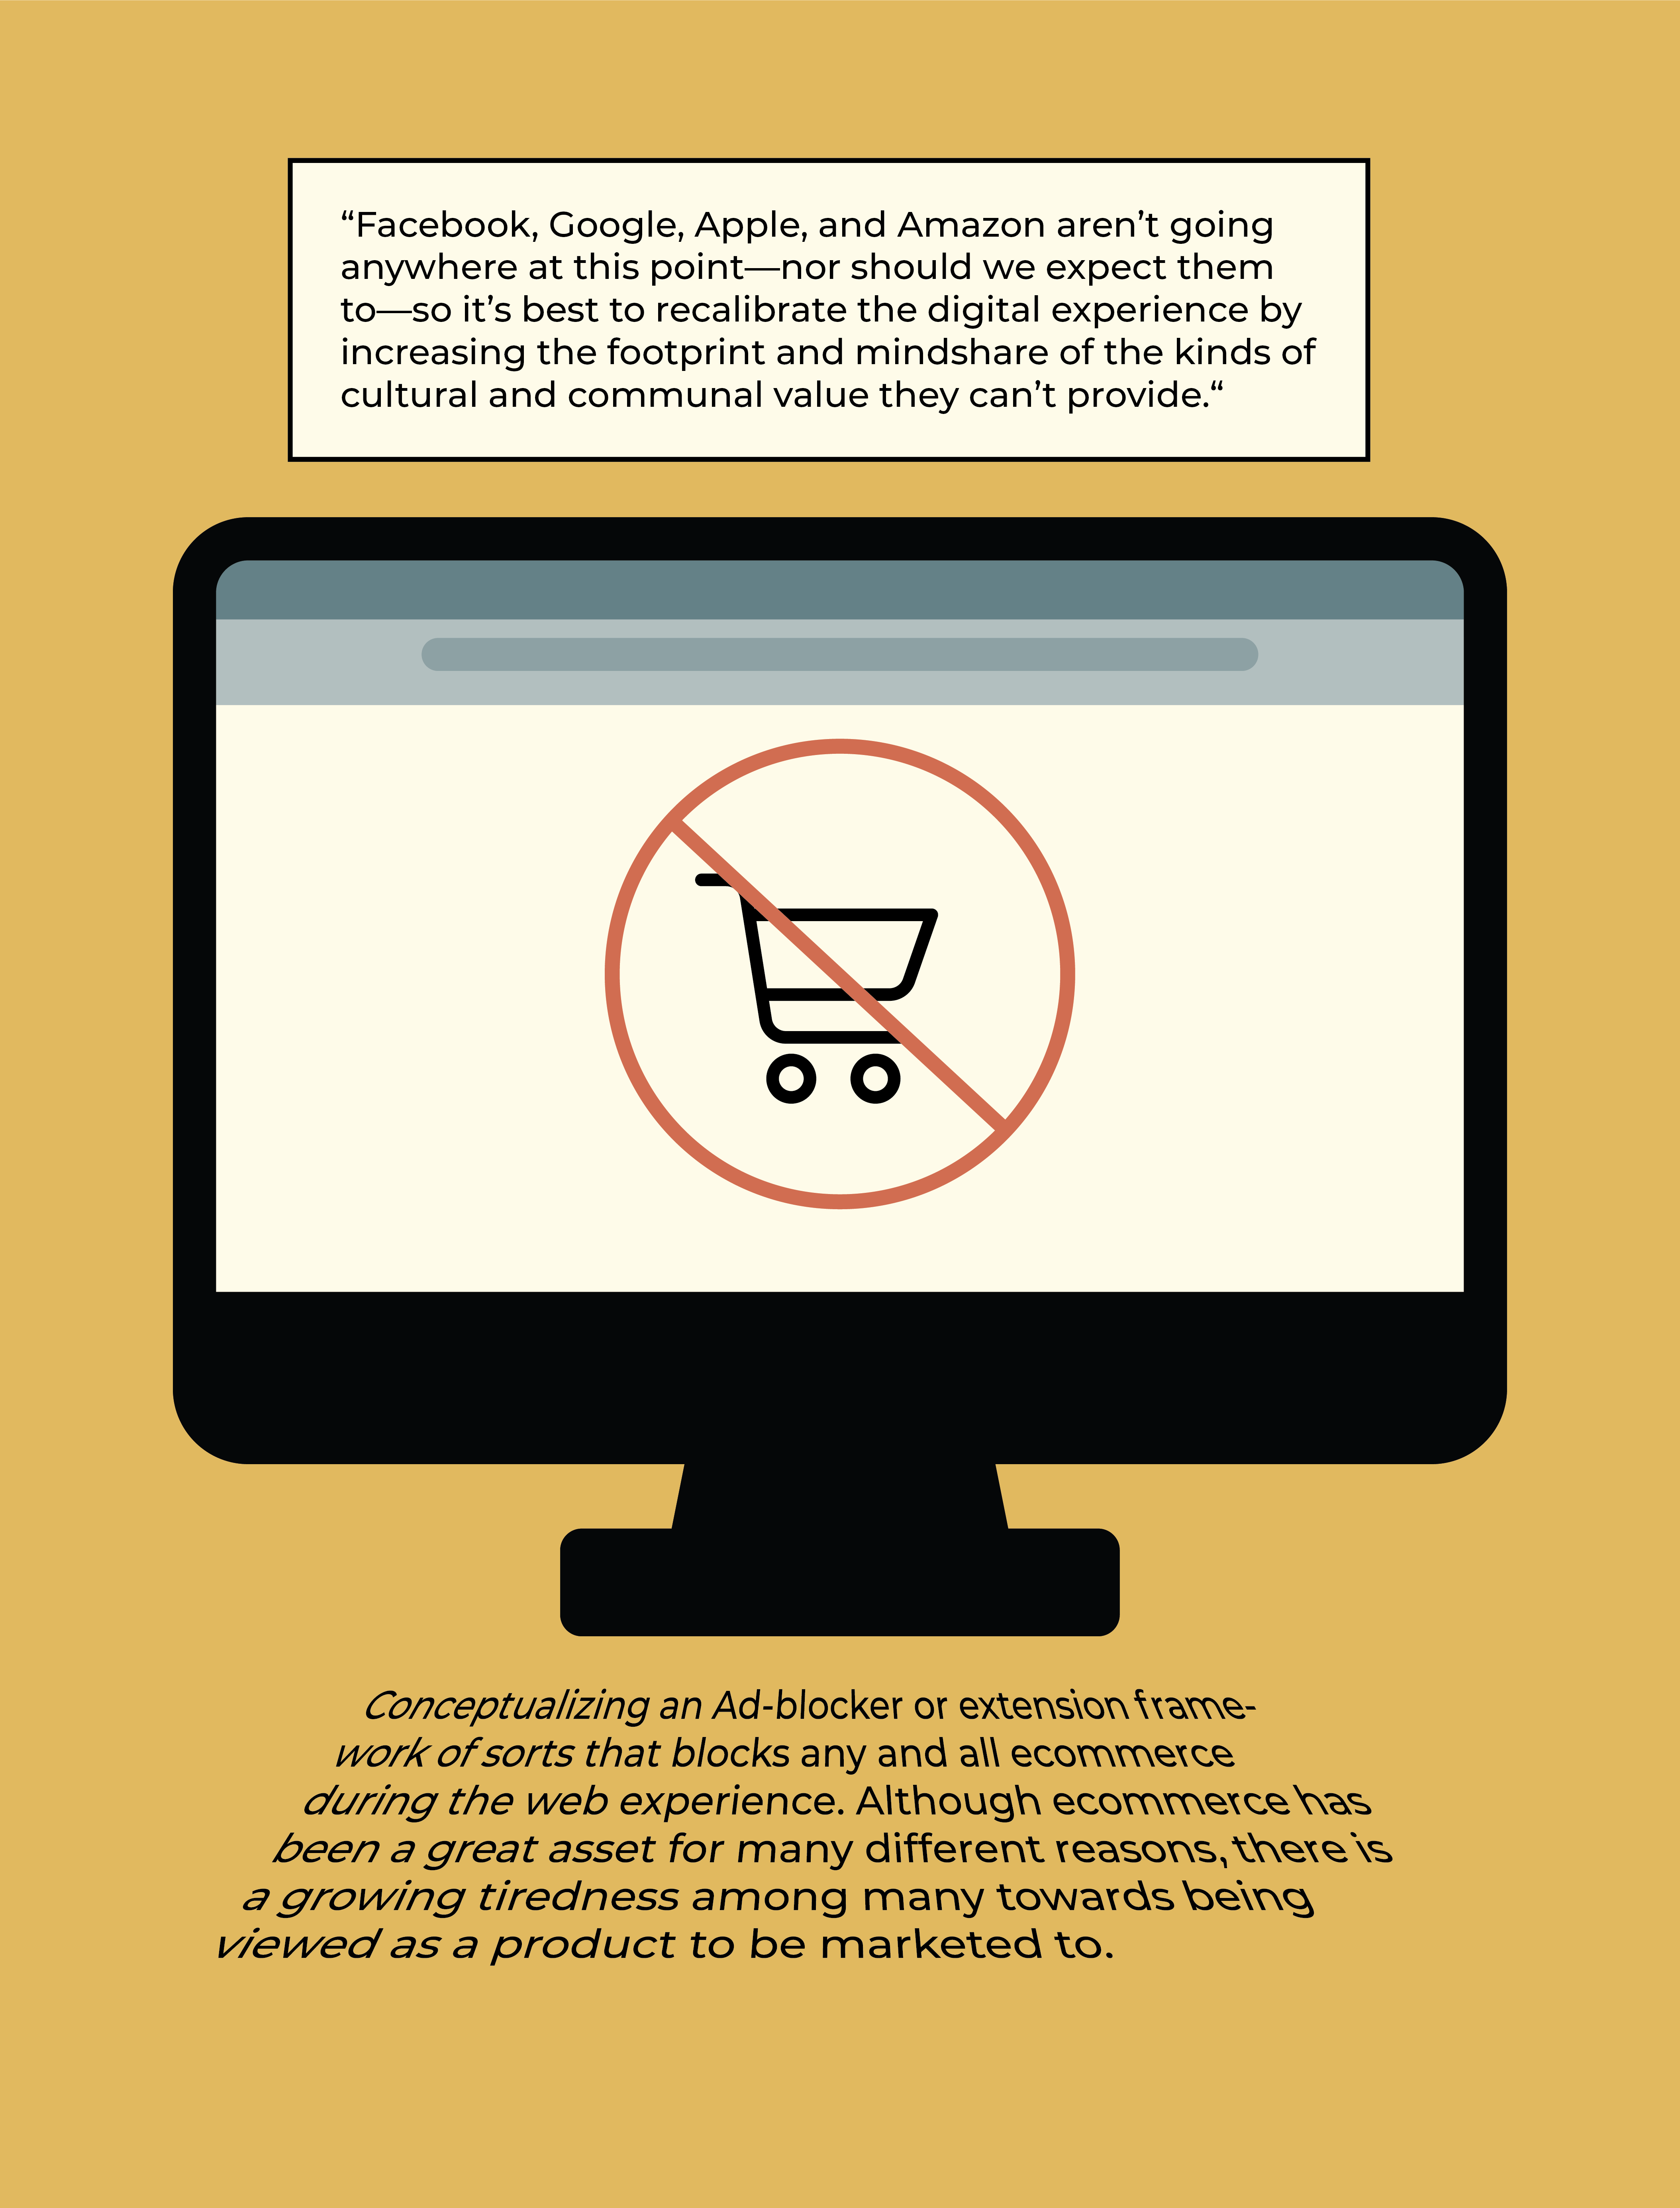 “Facebook, Google, Apple, and Amazon aren’t going
anywhere at this point—nor should we expect them
to—so it’s best to recalibrate the digital experience by
increasing the footprint and mindshare of the kinds of
cultural and communal value they can’t provide.“
Conceptualizing an Ad-blocker or extension frame-
work of sorts that blocks any and all ecommerce
during the web experience. Although ecommerce has
been a great asset for many different reasons, there is
a growing tiredness among many towards being
viewed as a product to be marketed to.